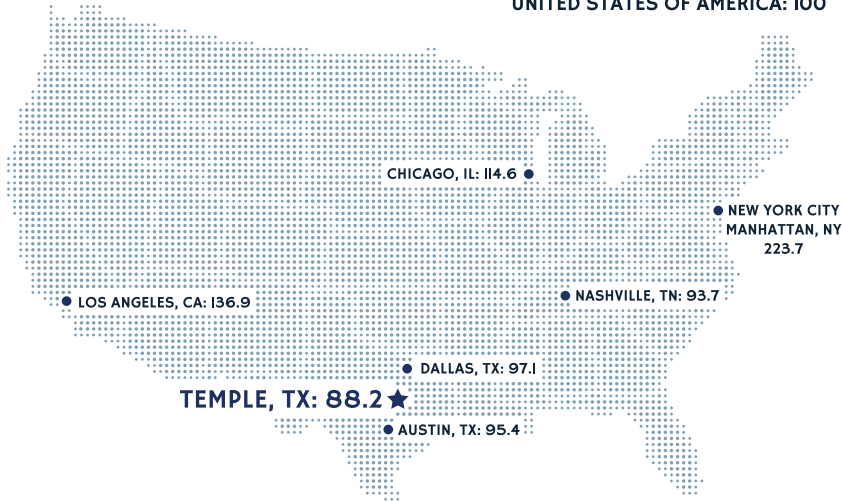 UNITED STATES OF AMERICA: 100
CHICAGO, IL: 114.6
NEW YORK CITY
MANHATTAN, NY
223.7
LOS ANGELES, CA: 136.9
NASHVILLE, TN: 93.7
DALLAS, TX: 97.1
TEMPLE, TX: 88.2
AUSTIN, TX: 95.4